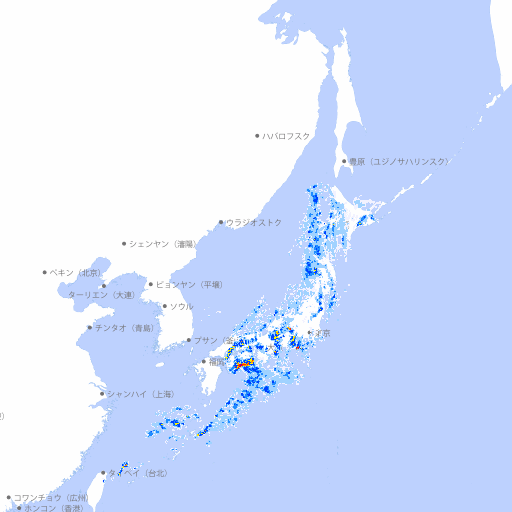 ハバロフスク
豊原（ユジノサハリンスク）
ウラジオストク
シェンヤン（瀋陽）
ペキン（北京）
ピョンヤン（平壌）
ターリエン（大連）
ソウル
チンタオ（青島）
東京
プサン（釜
福岡
シャンハイ（上海）
タイペイ（台北）
コワンチョウ（広州）
ホンコン（香港）